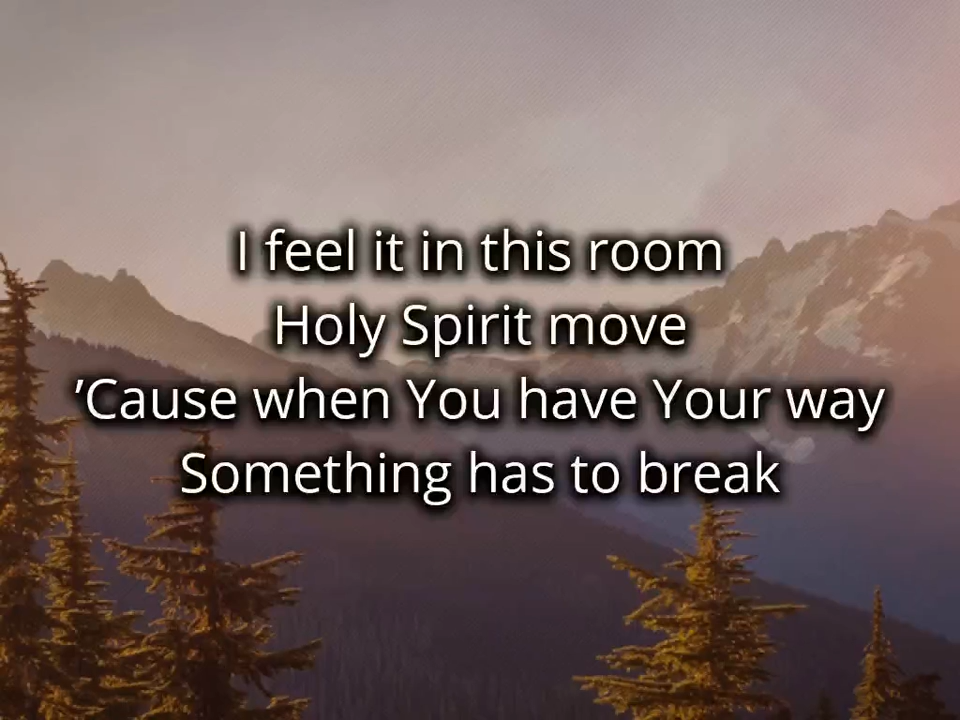 I feel it in this room
Holy Spirit move
’Cause when You have Your way
Something has to break